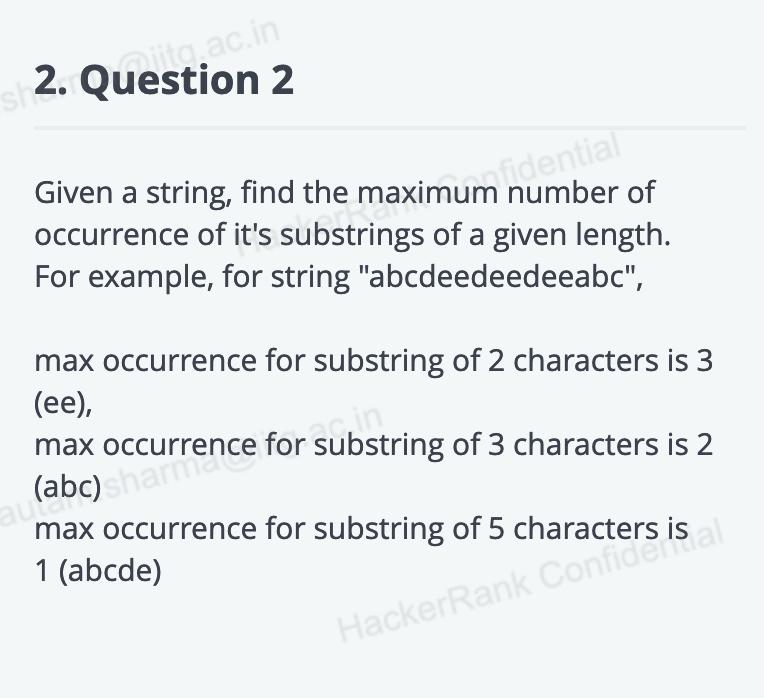 sharma@iitg.ac.in
2. Question 2
HackerRank Confidential
Given a string, find the maximum number of
occurrence of it's substrings of a given length.
For example, for string "abcdeedeedeeabc",
max occurrence for substring of 2 characters is 3
(ee),
max occurrence for substring of 3 characters is 2
(abc)
autam.sharma@iitg.ac.in
max occurrence for substring of 5 characters is
1 (abcde)
HackerRank Confidential